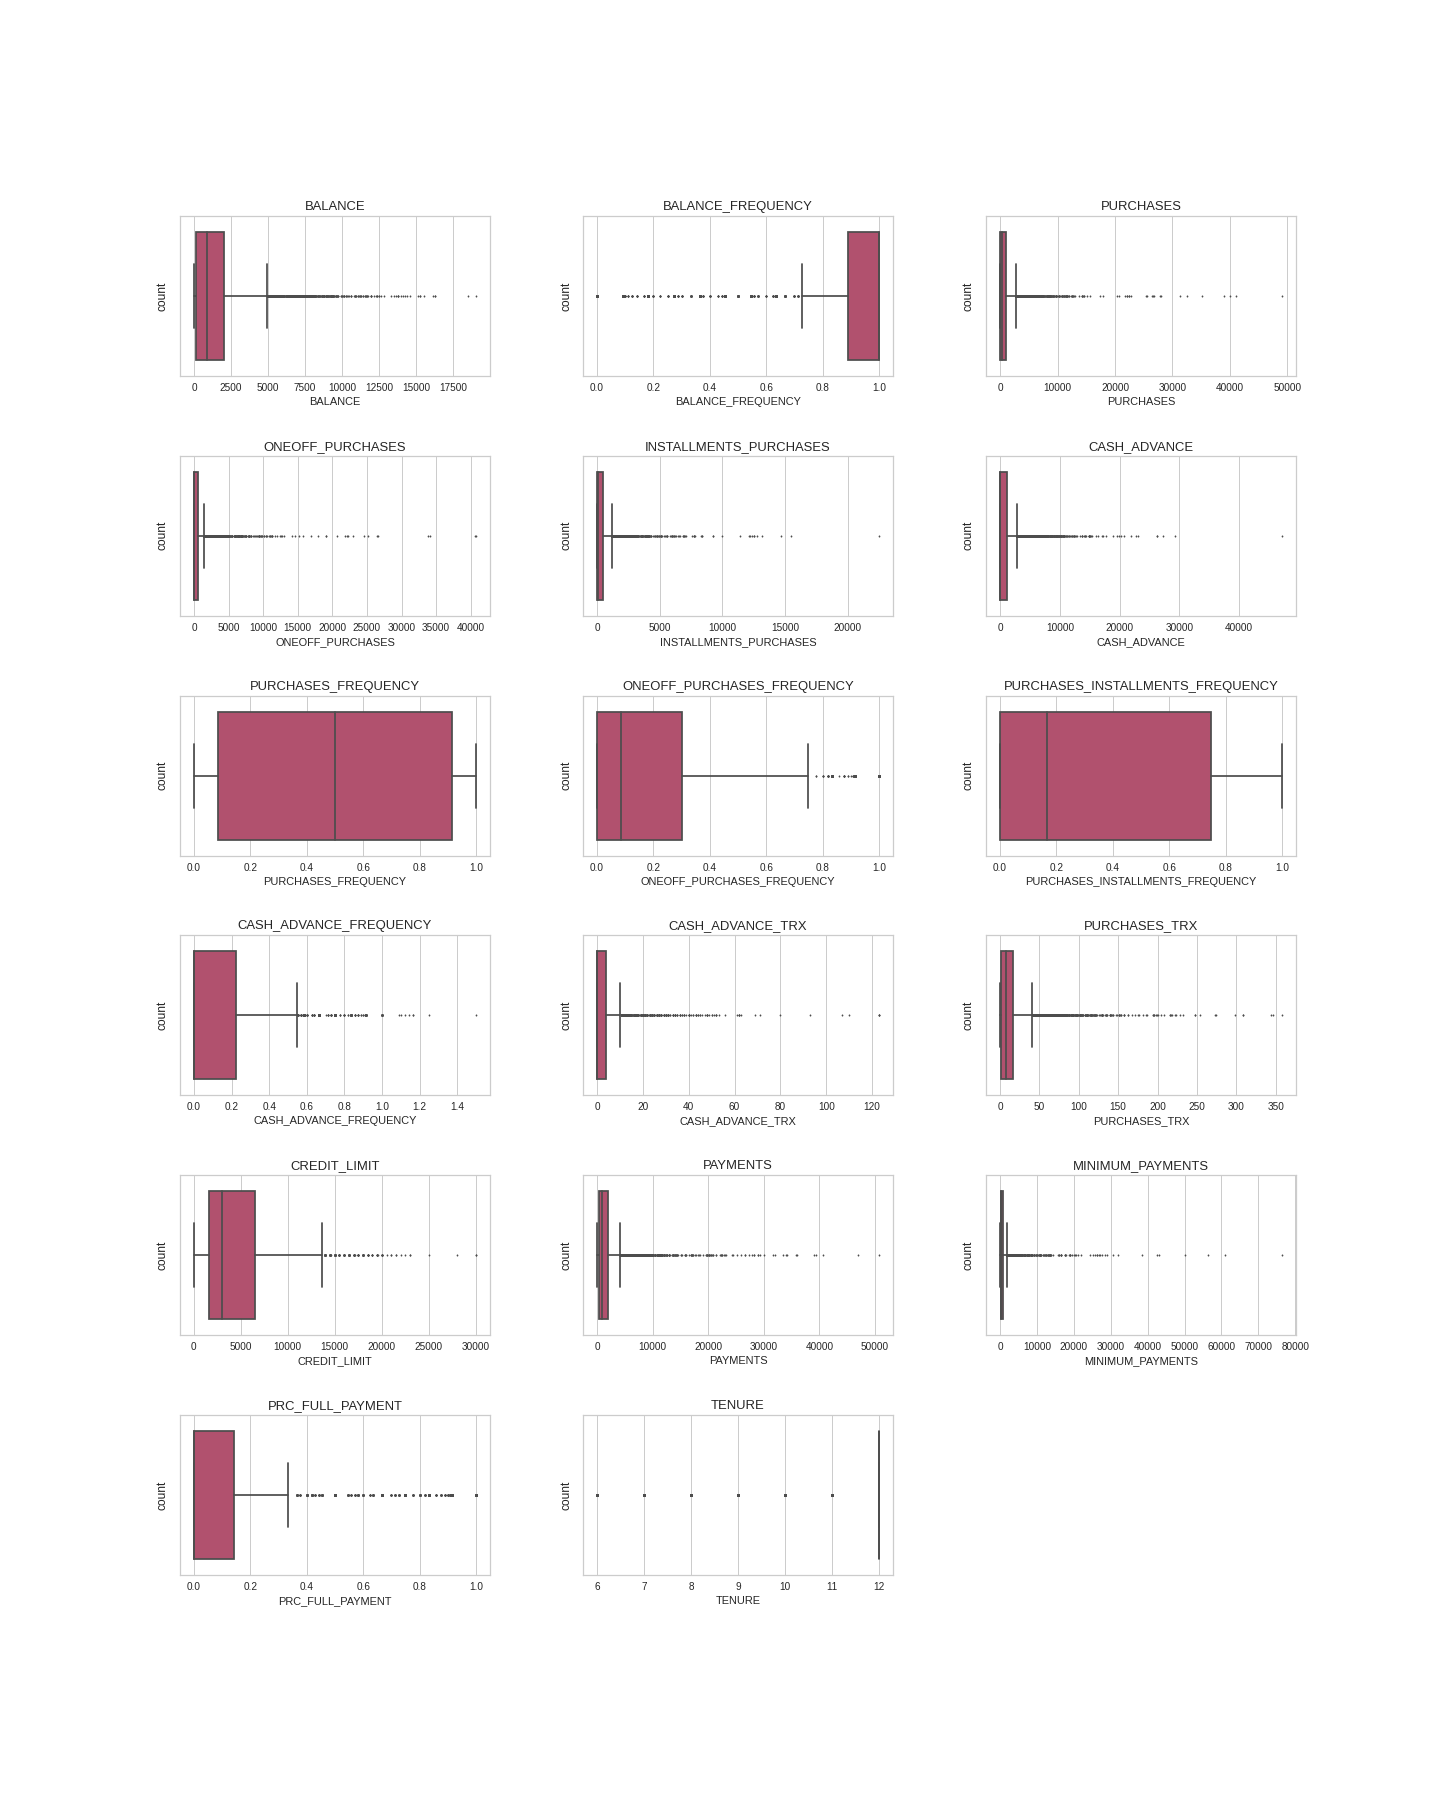 BALANCE
count
0 2500 5000 7500 10000 12500 15000 17500
BALANCE
BALANCE_FREQUENCY
count
0.0 0.2 0.4 0.6 0.8 1.0
BALANCE_FREQUENCY
PURCHASES
count
0 10000 20000 30000 40000 50000
PURCHASES
ONEOFF_PURCHASES
count
0 5000 10000 15000 20000 25000 30000 35000 40000
ONEOFF_PURCHASES
INSTALLMENTS_PURCHASES
count
0 5000 10000 15000 20000
INSTALLMENTS_PURCHASES
CASH_ADVANCE
count
0 10000 20000 30000 40000
CASH_ADVANCE
PURCHASES_FREQUENCY
count
0.0 0.2 0.4 0.6 0.8 1.0
PURCHASES_FREQUENCY
ONEOFF_PURCHASES_FREQUENCY
count
0.0 0.2 0.4 0.6 0.8 1.0
ONEOFF_PURCHASES_FREQUENCY
PURCHASES_INSTALLMENTS_FREQUENCY
count
0.0 0.2 0.4 0.6 0.8 1.0
PURCHASES_INSTALLMENTS_FREQUENCY
CASH_ADVANCE_FREQUENCY
count
0.0 0.2 0.4 0.6 0.8 1.0 1.2 1.4
CASH_ADVANCE_FREQUENCY
CASH_ADVANCE_TRX
count
0 20 40 60 80 100 120
CASH_ADVANCE_TRX
PURCHASES_TRX
count
0 50 100 150 200 250 300 350
PURCHASES_TRX
CREDIT_LIMIT
count
0 5000 10000 15000 20000 25000 30000
CREDIT_LIMIT
PAYMENTS
count
0 10000 20000 30000 40000 50000
PAYMENTS
MINIMUM_PAYMENTS
count
0 10000 20000 30000 40000 50000 60000 70000 80000
MINIMUM_PAYMENTS
PRC_FULL_PAYMENT
count
0.0 0.2 0.4 0.6 0.8 1.0
PRC_FULL_PAYMENT
TENURE
count
6 7 8 9 10 11 12
TENURE